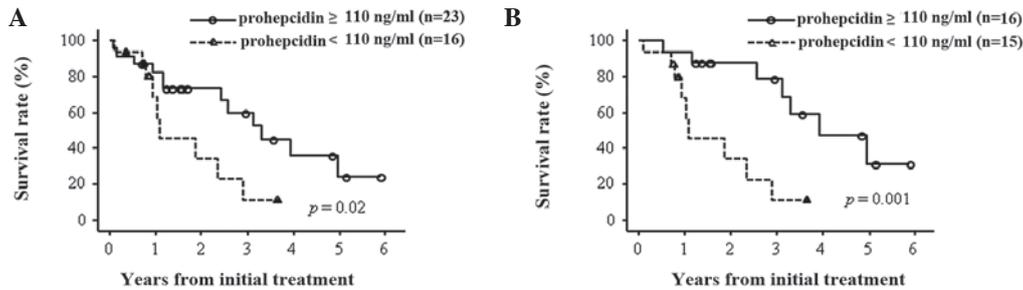 A
prohepcidin ≥ 110 ng/ml (n=23)
prohepcidin < 110 ng/ml (n=16)
Survival rate (%)
100
80
60
40
20
0
p = 0.02
0 1 2 3 4 5 6
Years from initial treatment
B
prohepcidin ≥ 110 ng/ml (n=16)
prohepcidin < 110 ng/ml (n=15)
Survival rate (%)
100
80
60
40
20
0
p = 0.001
0 1 2 3 4 5 6
Years from initial treatment